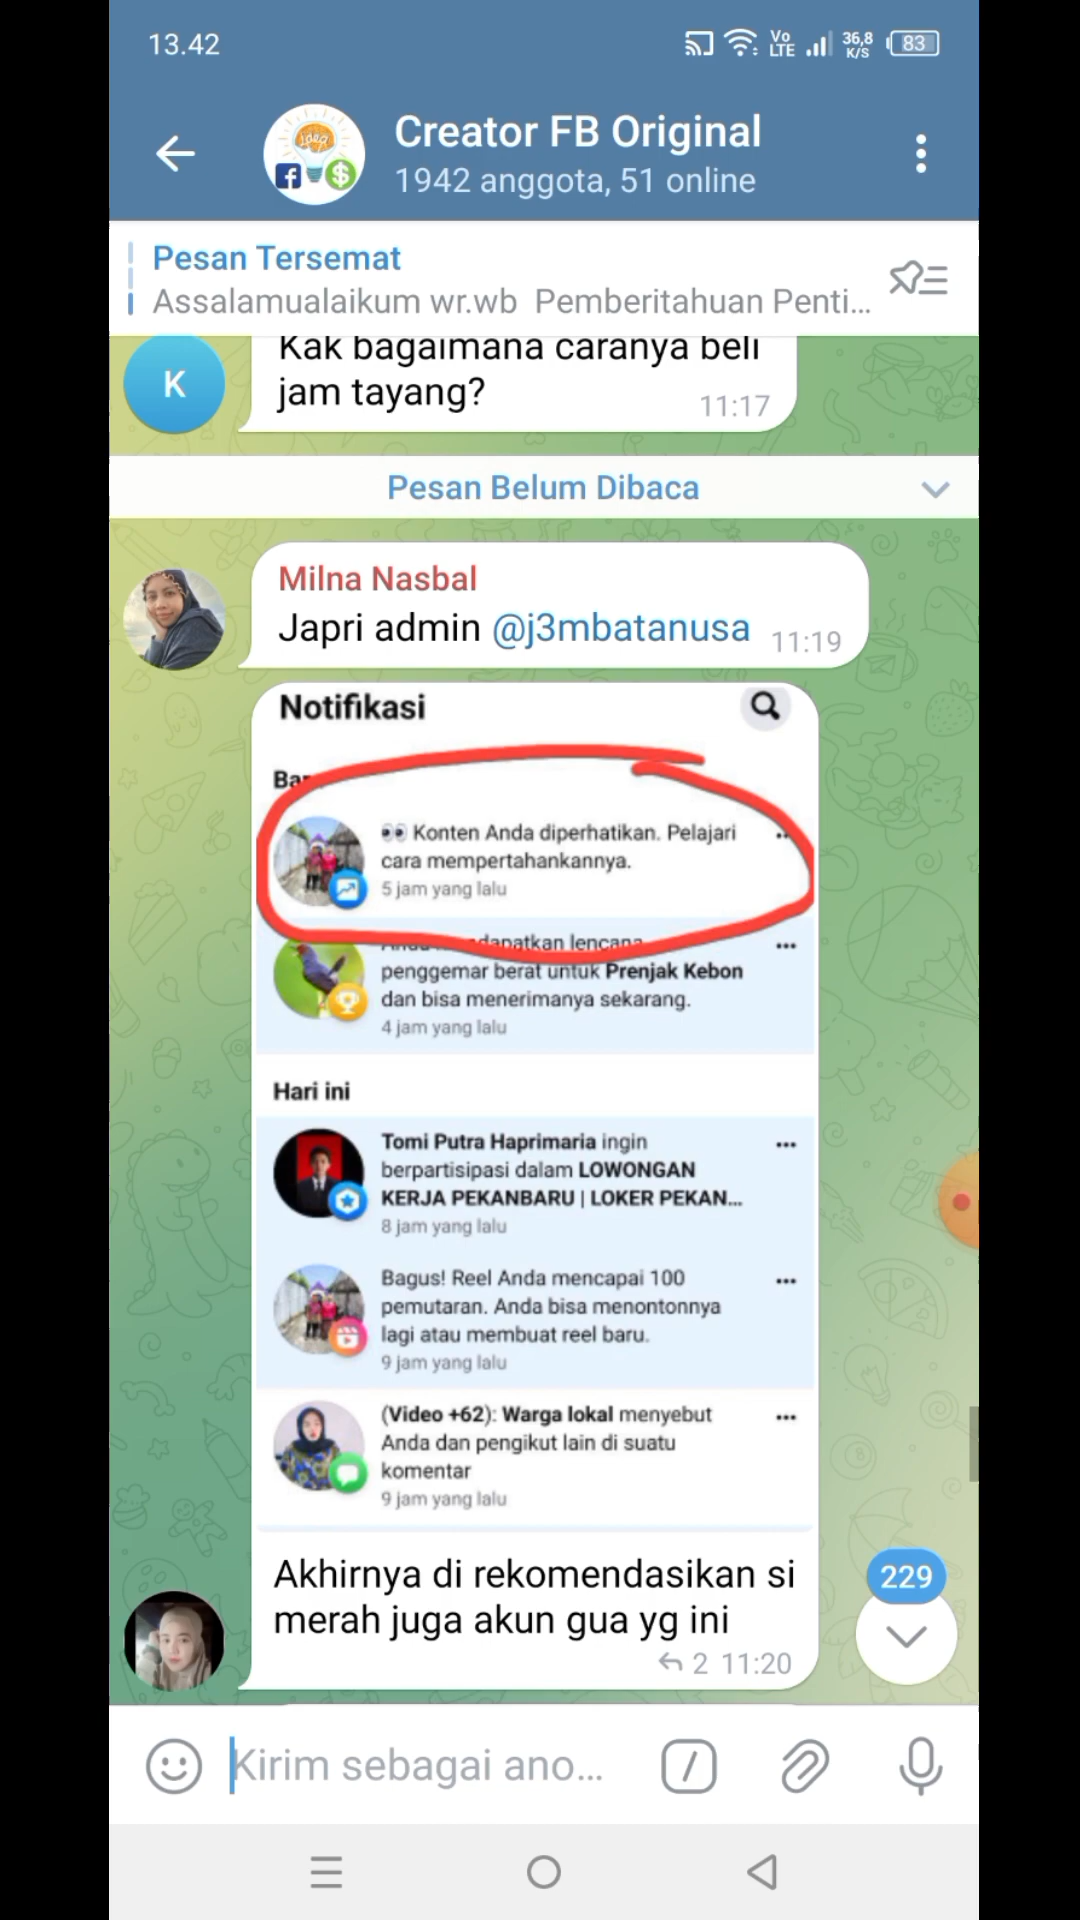 13.42
Vo
LTE
36,8
K/S
83
idea
Creator FB Original
1942 anggota, 51 online
Pesan Tersemat
Assalamualaikum wr.wb Pemberitahuan Penti...
K
Kak bagaimana caranya beli
jam tayang?
11:17
Pesan Belum Dibaca
Milna Nasbal
Japri admin @j3mbatanusa 11:19
Notifikasi
👀 Konten Anda diperhatikan. Pelajari
cara mempertahankannya.
5 jam yang lalu
lencana
penggemar berat untuk Prenjak Kebon
dan bisa menerimanya sekarang.
4 jam yang lalu
Hari ini
Tomi Putra Haprimaria ingin
berpartisipasi dalam LOWONGAN
KERJA PEKANBARU | LOKER PEKAN...
8 jam yang lalu
Bagus! Reel Anda mencapai 100
pemutaran. Anda bisa menontonnya
lagi atau membuat reel baru.
9 jam yang lalu
(Video +62): Warga lokal menyebut
Anda dan pengikut lain di suatu
komentar
9 jam yang lalu
Akhirnya di rekomendasikan si
merah juga akun gua yg ini
2 11:20
229
Kirim sebagai ano...